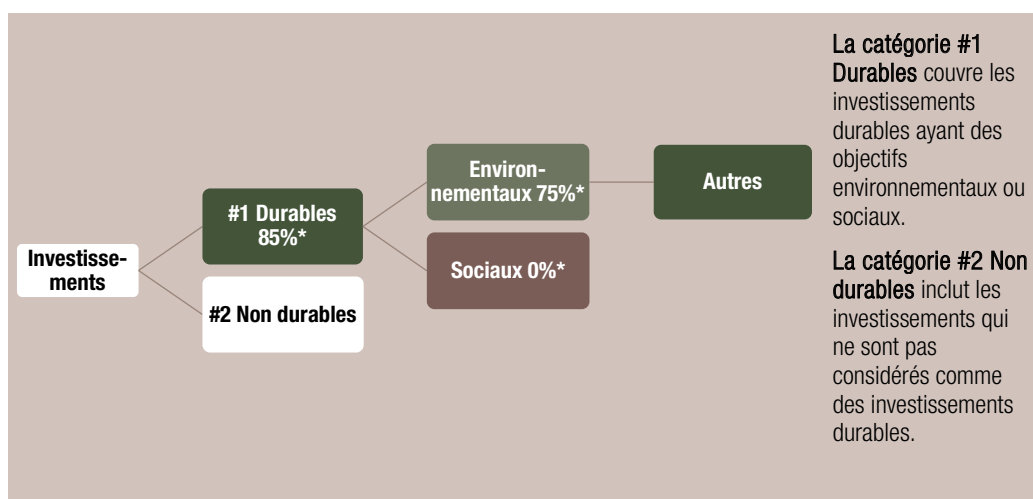 Investisse-
ments
#1 Durables
85%*
#2 Non durables
Environ-
nementaux 75%*
Sociaux 0%*
Autres
La catégorie #1
Durables couvre les
investissements
durables ayant des
objectifs
environnementaux ou
sociaux.
La catégorie #2 Non
durables inclut les
investissements qui
ne sont pas
considérés comme
des investissements
durables.